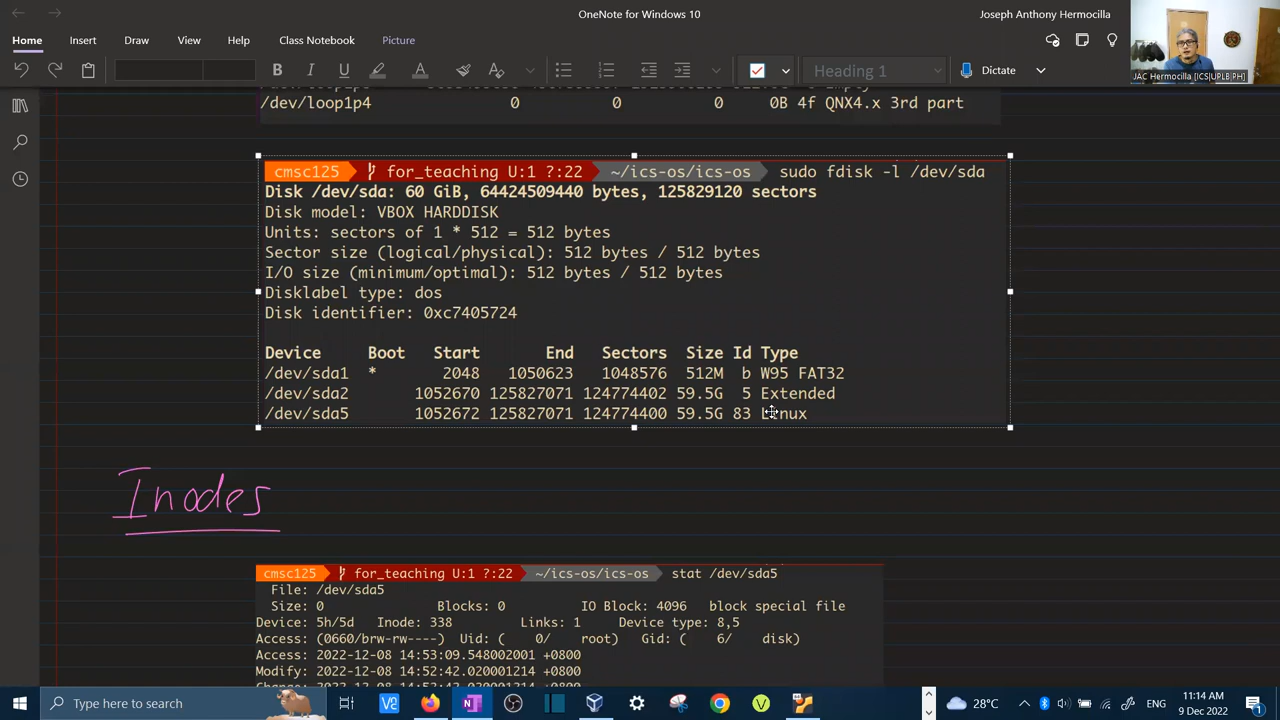 OneNote for Windows 10
Joseph Anthony Hermocilla
Home Insert Draw View Help Class Notebook Picture
B I U Heading 1 Dictate
JAC Hermocilla [ICS|UPLB|PH]
/dev/loop1p4 0 0 0 0B 4f QNX4.x 3rd part
cmsc125 for_teaching U:1 ?:22 ~/ics-os/ics-os sudo fdisk -l /dev/sda
Disk /dev/sda: 60 GiB, 64424509440 bytes, 125829120 sectors
Disk model: VBOX HARDDISK
Units: sectors of 1 * 512 = 512 bytes
Sector size (logical/physical): 512 bytes / 512 bytes
I/O size (minimum/optimal): 512 bytes / 512 bytes
Disklabel type: dos
Disk identifier: 0xc7405724
Device Boot Start End Sectors Size Id Type
/dev/sda1 * 2048 1050623 1048576 512M b W95 FAT32
/dev/sda2 1052670 125827071 124774402 59.5G 5 Extended
/dev/sda5 1052672 125827071 124774400 59.5G 83 Linux
Inodes
cmsc125 for_teaching U:1 ?:22 ~/ics-os/ics-os stat /dev/sda5
File: /dev/sda5
Size: 0 Blocks: 0 IO Block: 4096 block special file
Device: 5h/5d Inode: 338 Links: 1 Device type: 8,5
Access: (0660/brw-rw----) Uid: ( 0/ root) Gid: ( 6/ disk)
Access: 2022-12-08 14:53:09.548002001 +0800
Modify: 2022-12-08 14:52:42.020001214 +0800
Type here to search
28°C
11:14 AM
9 Dec 2022